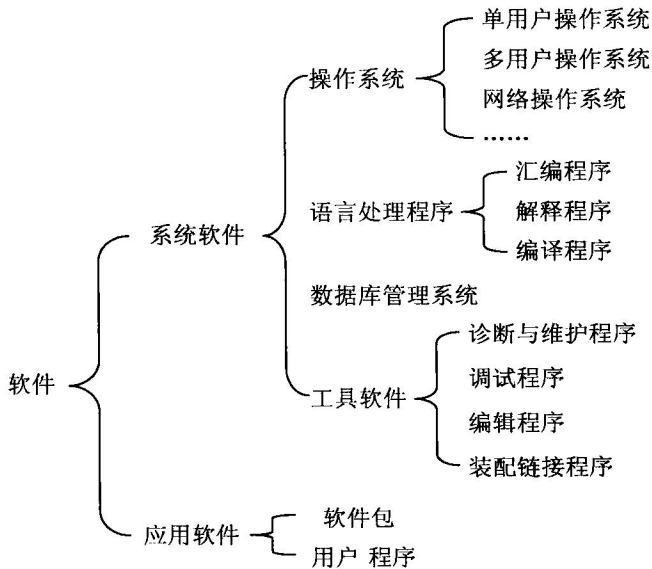 软件
系统软件
操作系统
单用户操作系统
多用户操作系统
网络操作系统
……
语言处理程序
汇编程序
解释程序
编译程序
数据库管理系统
工具软件
诊断与维护程序
调试程序
编辑程序
装配链接程序
应用软件
软件包
用户 程序